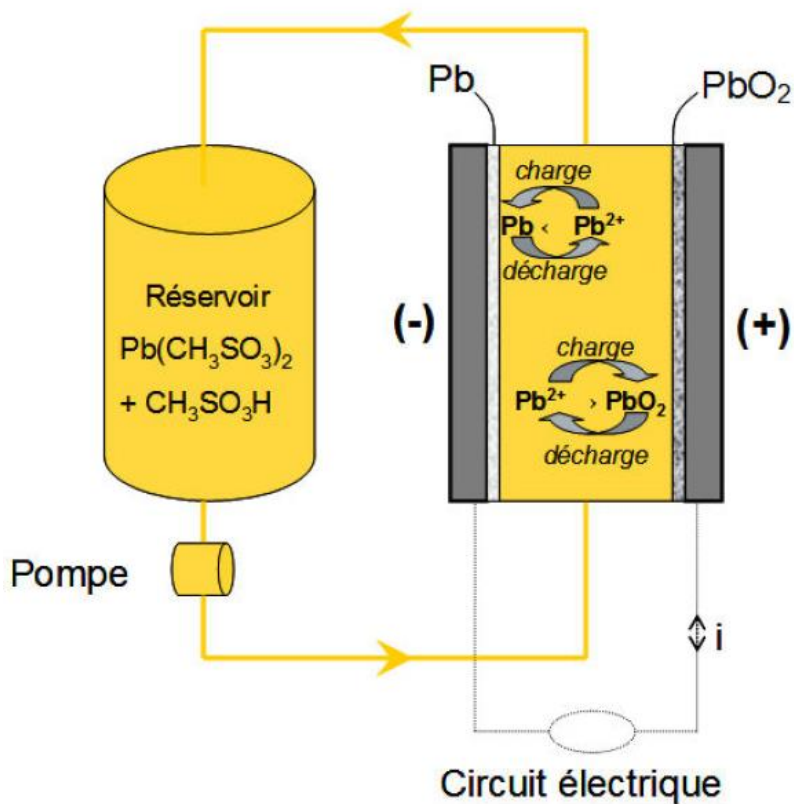 Pb
PbO₂
charge
Pb ‹ Pb²⁺
décharge
Réservoir
Pb(CH₃SO₃)₂
+ CH₃SO₃H
(-)
(+)
charge
Pb²⁺ › PbO₂
décharge
Pompe
i
Circuit électrique